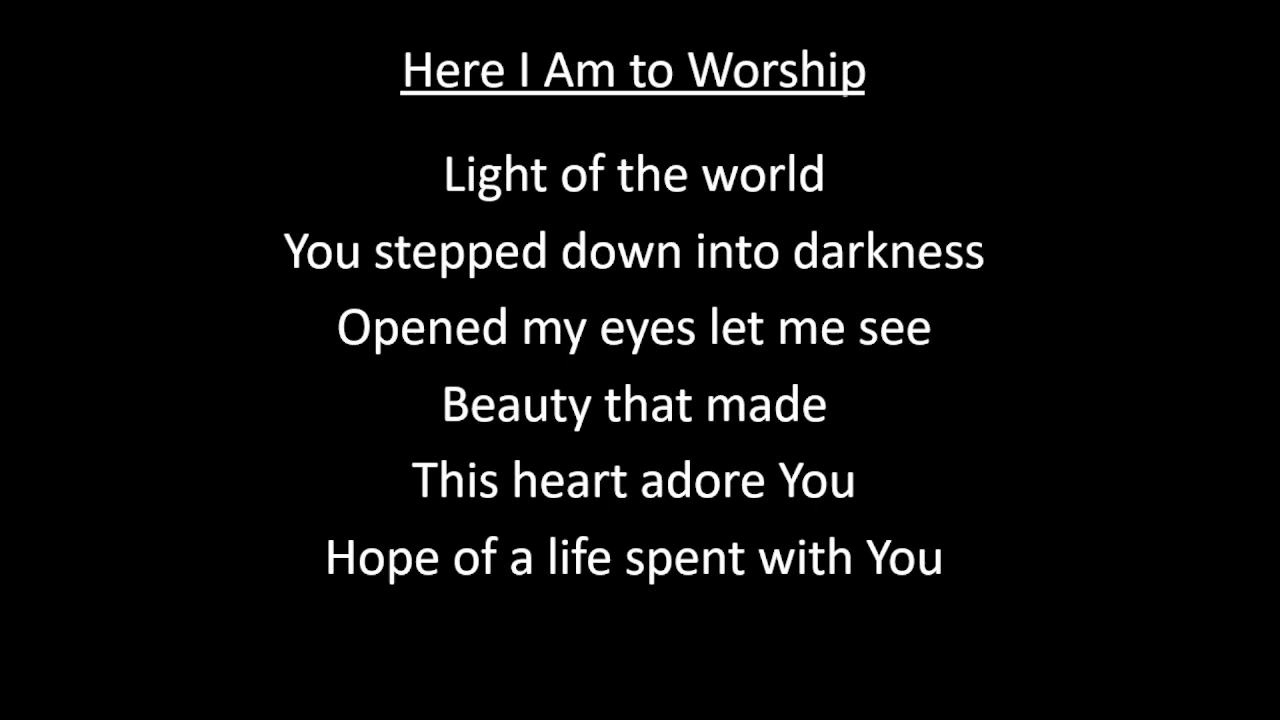 Here I Am to Worship
Light of the world
You stepped down into darkness
Opened my eyes let me see
Beauty that made
This heart adore You
Hope of a life spent with You